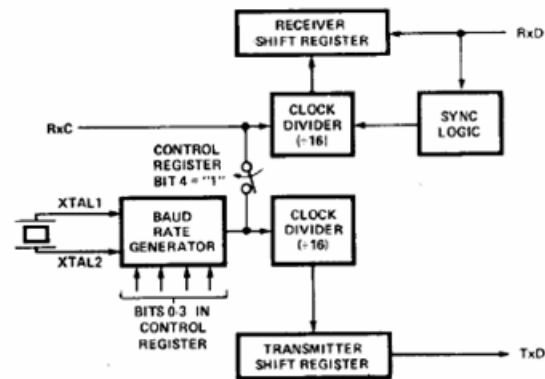 RECEIVER
SHIFT REGISTER
RxD
RxC
CLOCK
DIVIDER
(÷16)
SYNC
LOGIC
CONTROL
REGISTER
BIT 4 = "1"
XTAL1
XTAL2
BAUD
RATE
GENERATOR
CLOCK
DIVIDER
(÷16)
BITS 0-3 IN
CONTROL
REGISTER
TRANSMITTER
SHIFT REGISTER
TxD